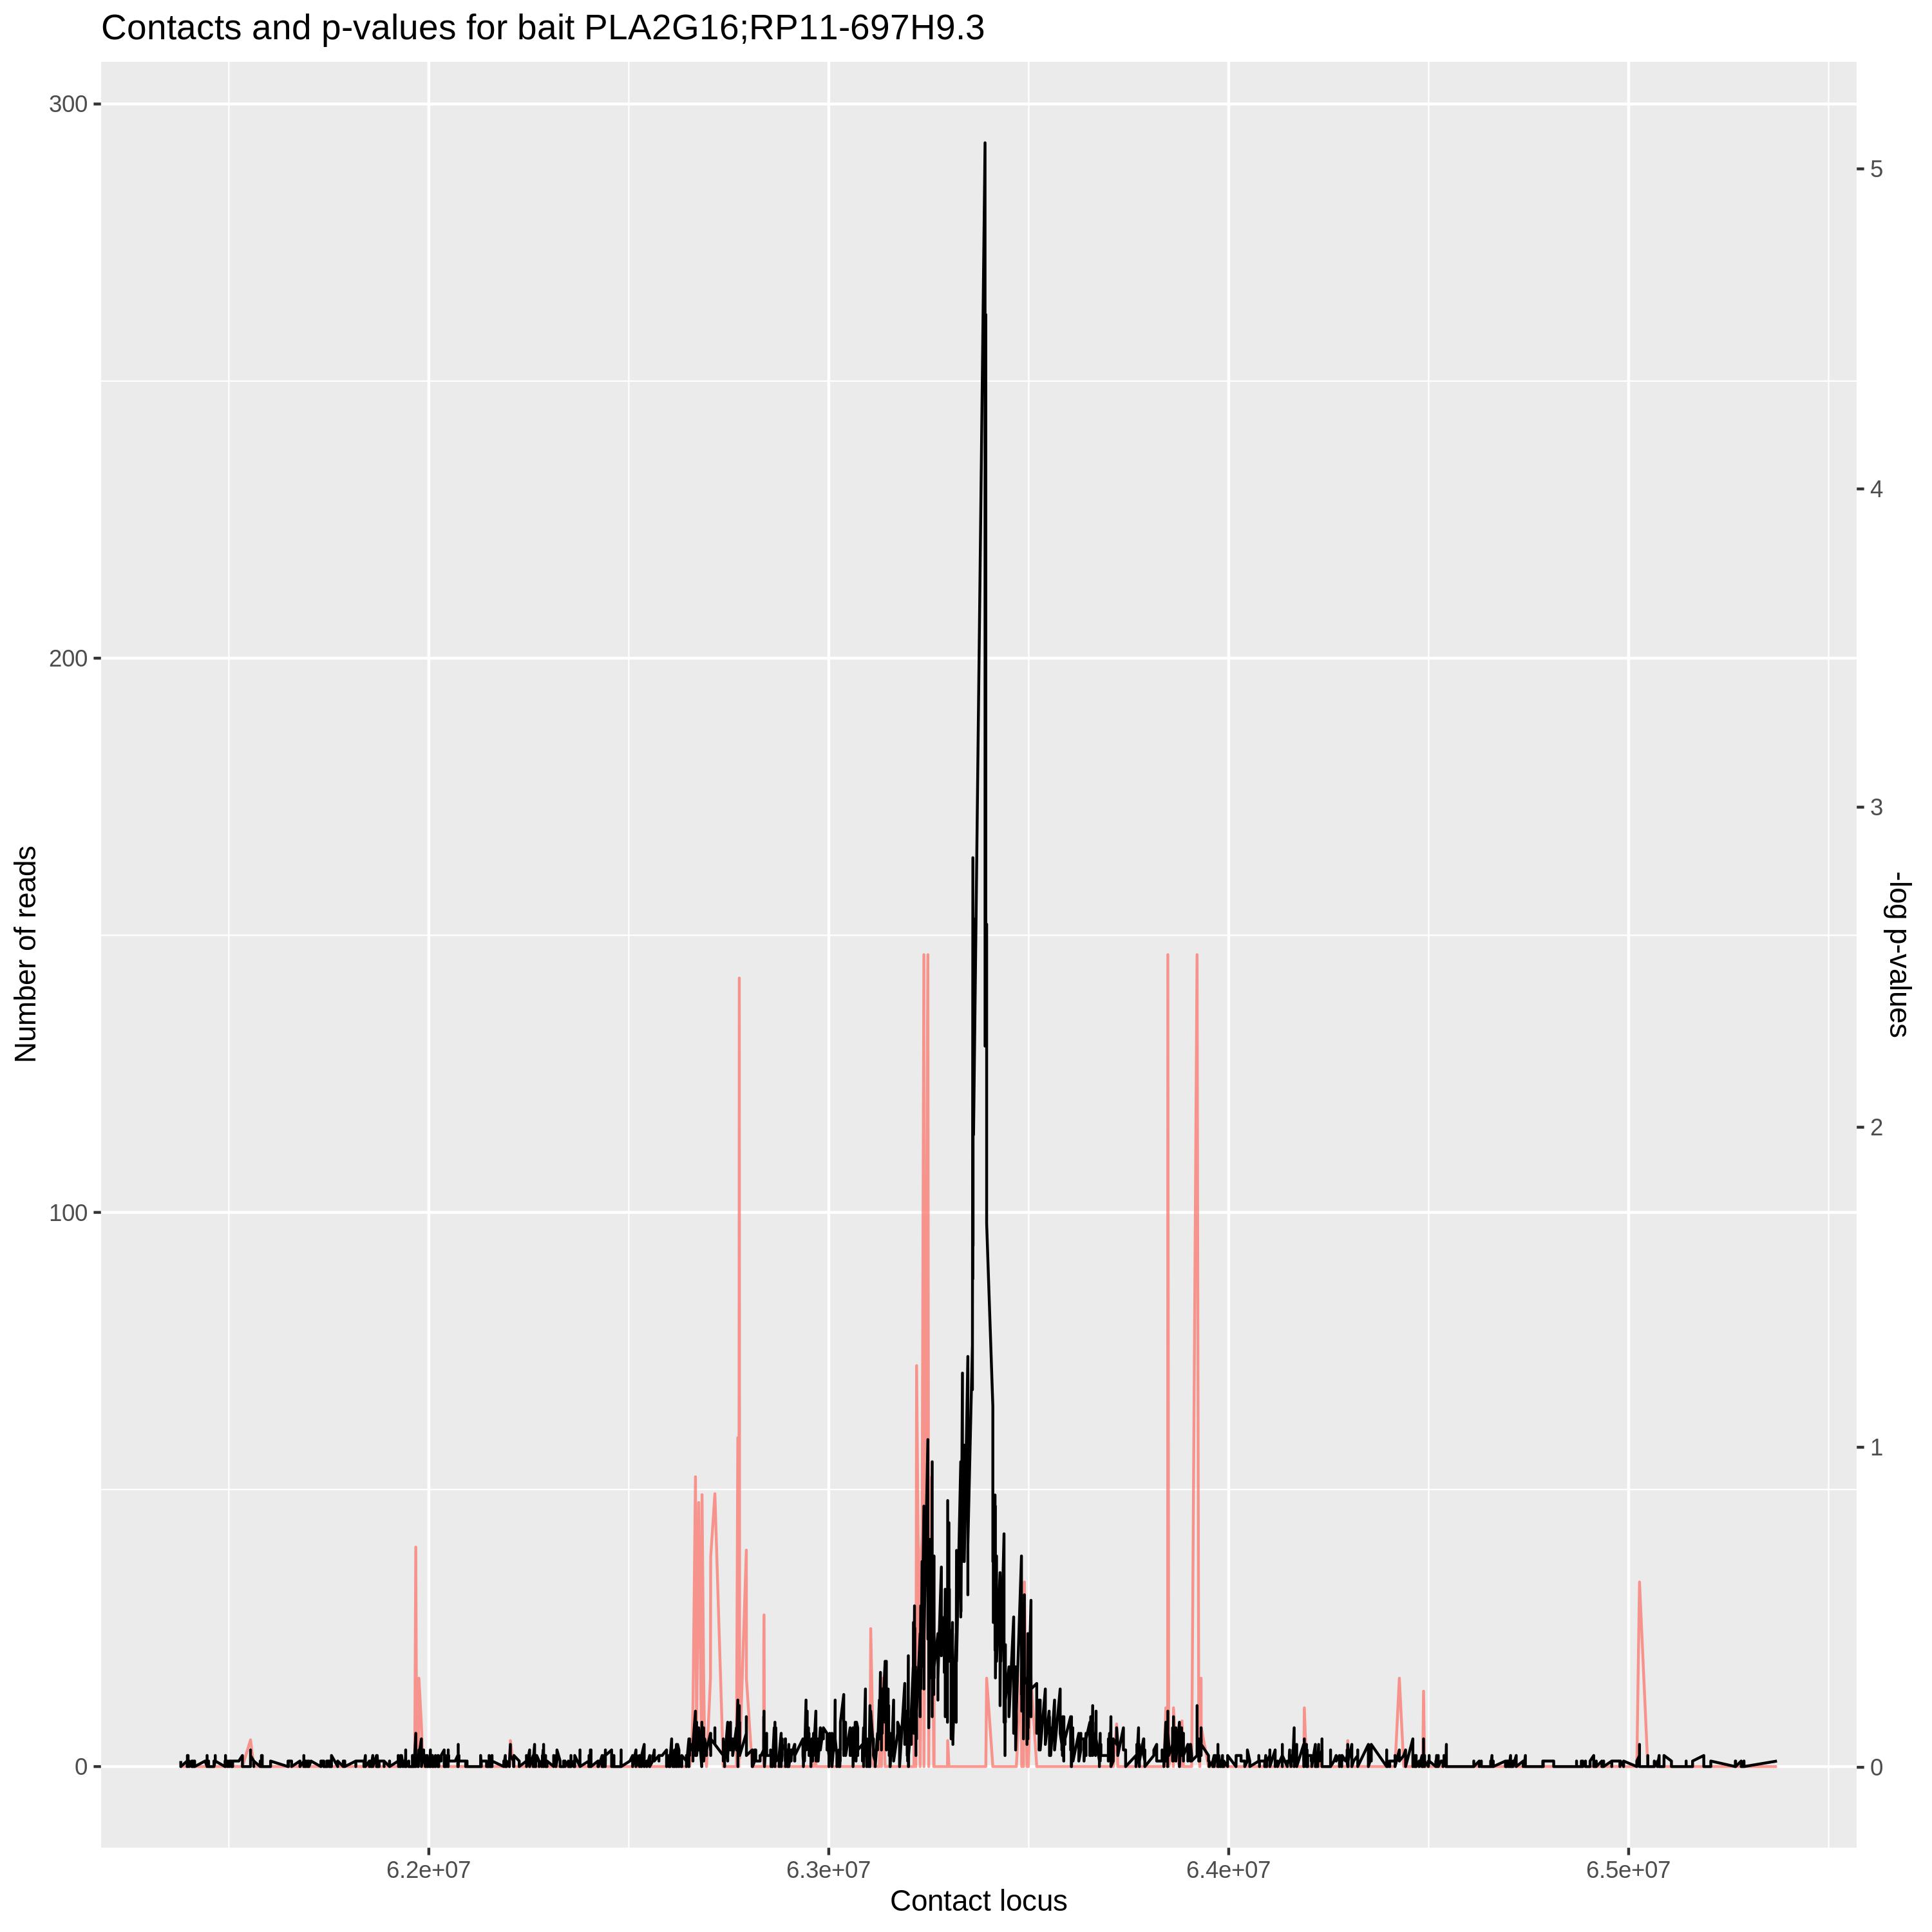 Contacts and p-values for bait PLA2G16;RP11-697H9.3
300
200
100
0
Number of reads
5
4
3
2
1
0
-log p-values
6.2e+07
6.3e+07
6.4e+07
6.5e+07
Contact locus